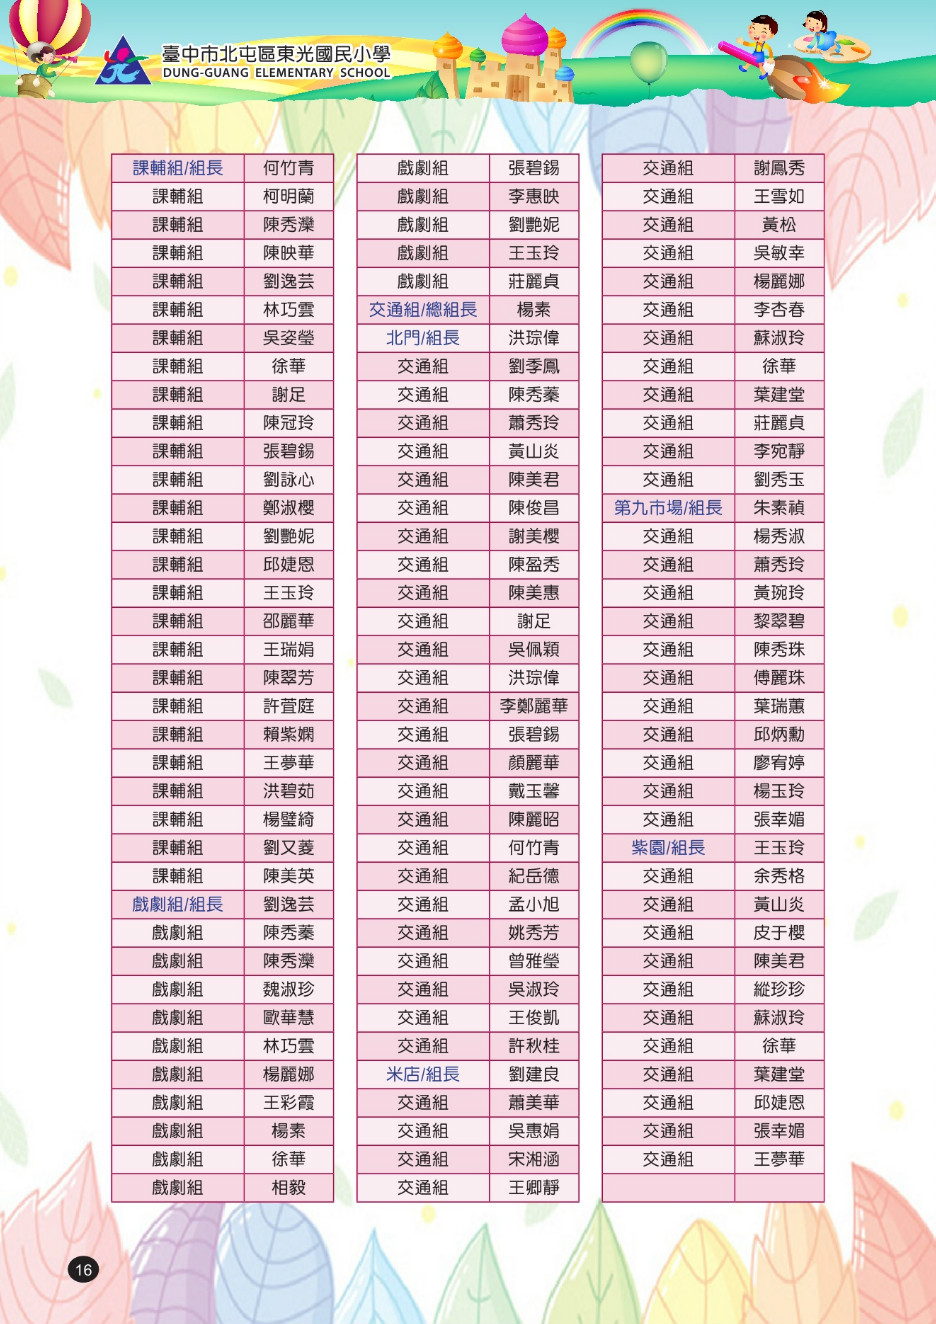 臺中市北屯區東光國民小學
DUNG-GUANG ELEMENTARY SCHOOL
課輔組/組長 何竹青
課輔組 柯明蘭
課輔組 陳秀灤
課輔組 陳映華
課輔組 劉逸芸
課輔組 林巧雲
課輔組 吳姿瑩
課輔組 徐華
課輔組 謝足
課輔組 陳冠玲
課輔組 張碧錫
課輔組 劉詠心
課輔組 鄭淑櫻
課輔組 劉艷妮
課輔組 邱婕恩
課輔組 王玉玲
課輔組 邵麗華
課輔組 王瑞娟
課輔組 陳翠芳
課輔組 許萓庭
課輔組 賴紫嫻
課輔組 王夢華
課輔組 洪碧茹
課輔組 楊璧綺
課輔組 劉又菱
課輔組 陳美英
戲劇組/組長 劉逸芸
戲劇組 陳秀蓁
戲劇組 陳秀灤
戲劇組 魏淑珍
戲劇組 歐華慧
戲劇組 林巧雲
戲劇組 楊麗娜
戲劇組 王彩霞
戲劇組 楊素
戲劇組 徐華
戲劇組 相毅
戲劇組 張碧錫
戲劇組 李惠映
戲劇組 劉艷妮
戲劇組 王玉玲
戲劇組 莊麗貞
交通組/總組長 楊素
北門/組長 洪琮偉
交通組 劉季鳳
交通組 陳秀蓁
交通組 蕭秀玲
交通組 黃山炎
交通組 陳美君
交通組 陳俊昌
交通組 謝美櫻
交通組 陳盈秀
交通組 陳美惠
交通組 謝足
交通組 吳佩穎
交通組 洪琮偉
交通組 李鄭麗華
交通組 張碧錫
交通組 顏麗華
交通組 戴玉馨
交通組 陳麗昭
交通組 何竹青
交通組 紀岳德
交通組 孟小旭
交通組 姚秀芳
交通組 曾雅瑩
交通組 吳淑玲
交通組 王俊凱
交通組 許秋桂
米店/組長 劉建良
交通組 蕭美華
交通組 吳惠娟
交通組 宋湘涵
交通組 王卿靜
交通組 謝鳳秀
交通組 王雪如
交通組 黃松
交通組 吳敏幸
交通組 楊麗娜
交通組 李杏春
交通組 蘇淑玲
交通組 徐華
交通組 葉建堂
交通組 莊麗貞
交通組 李宛靜
交通組 劉秀玉
第九市場/組長 朱素禎
交通組 楊秀淑
交通組 蕭秀玲
交通組 黃琬玲
交通組 黎翠碧
交通組 陳秀珠
交通組 傅麗珠
交通組 葉瑞蕙
交通組 邱炳勳
交通組 廖宥婷
交通組 楊玉玲
交通組 張幸媚
紫園/組長 王玉玲
交通組 余秀格
交通組 黃山炎
交通組 皮于櫻
交通組 陳美君
交通組 縱珍珍
交通組 蘇淑玲
交通組 徐華
交通組 葉建堂
交通組 邱婕恩
交通組 張幸媚
交通組 王夢華
16